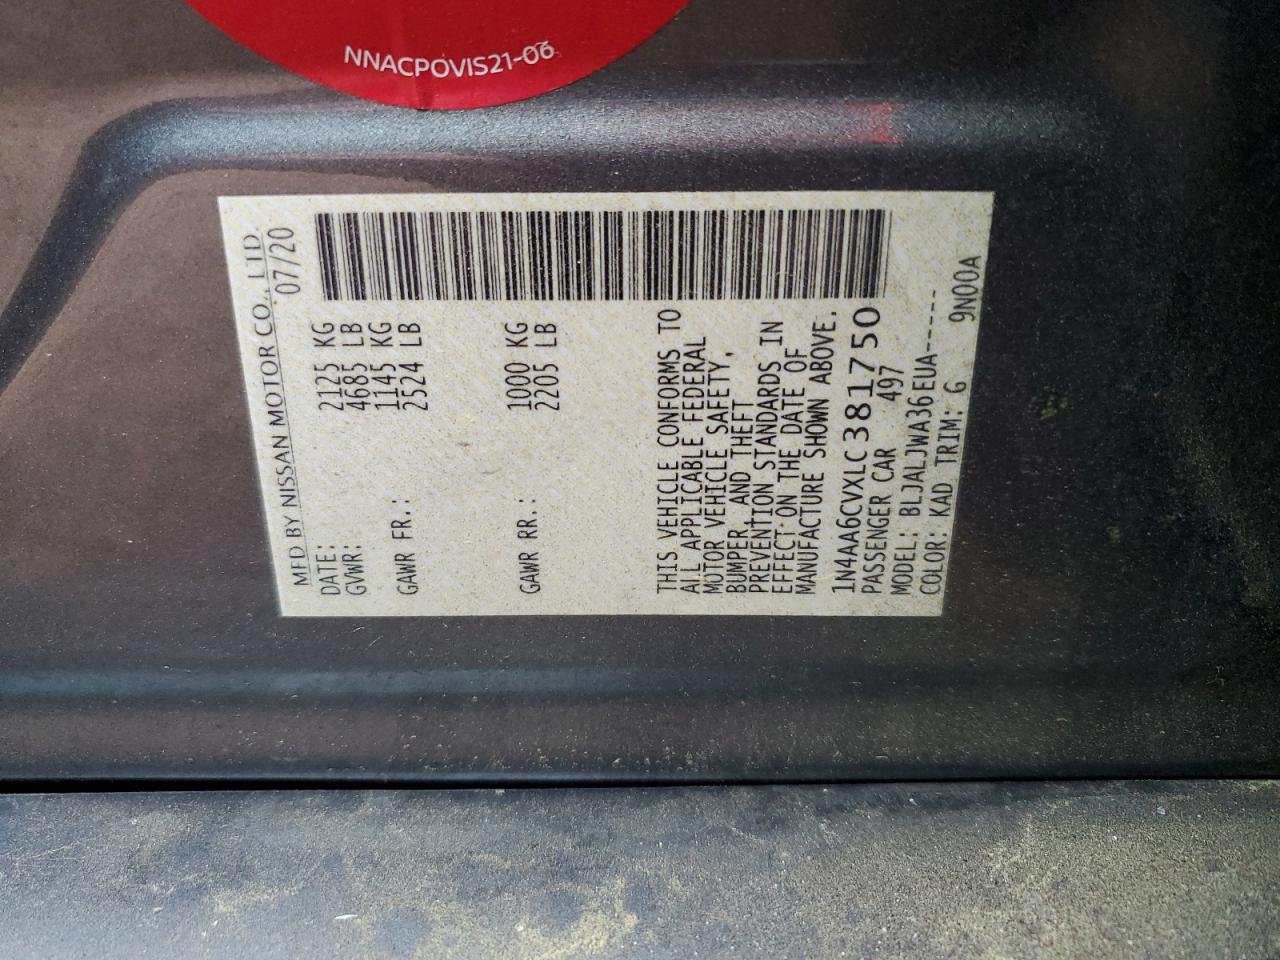 NNACPOVIS21-06
MFD BY NISSAN MOTOR CO., LTD.
DATE: 07/20
GVWR: 2125 KG
4685 LB
GAWR FR.: 1145 KG
2524 LB
GAWR RR.: 1000 KG
2205 LB
THIS VEHICLE CONFORMS TO
ALL APPLICABLE FEDERAL
MOTOR VEHICLE SAFETY,
BUMPER, AND THEFT
PREVENTION STANDARDS IN
EFFECT ON THE DATE OF
MANUFACTURE SHOWN ABOVE.
1N4AA6CVXLC381750
PASSENGER CAR 497
MODEL: BLJALJWA36EUA-----
COLOR: KAD TRIM: G 9N00A